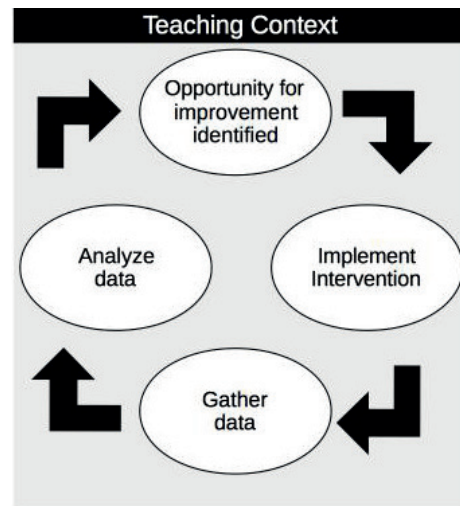 Teaching Context
Opportunity for
improvement
identified
Implement
Intervention
Gather
data
Analyze
data